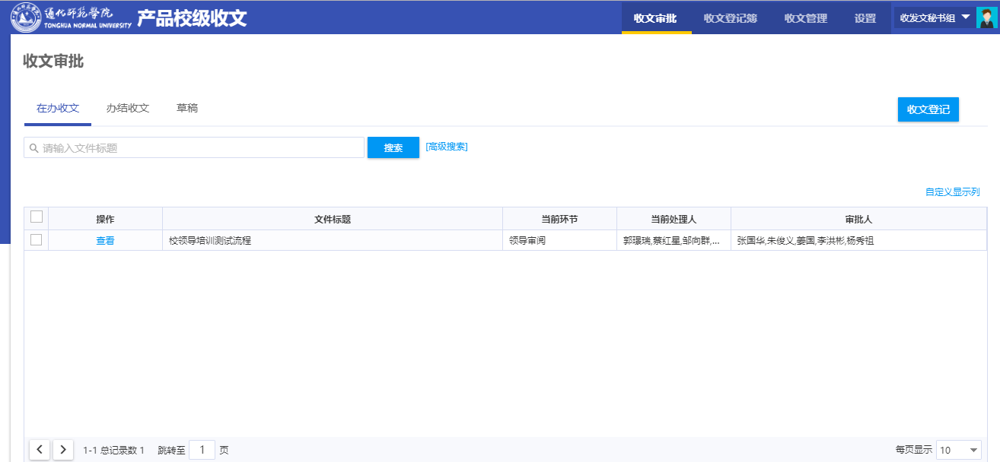 通化师范学院
TONGHUA NORMAL UNIVERSITY
产品校级收文
收文审批 收文登记簿 收文管理 设置 收发文秘书组
收文审批
在办收文 办结收文 草稿 收文登记
请输入文件标题 搜索 [高级搜索]
自定义显示列
操作 文件标题 当前环节 当前处理人 审批人
查看 校领导培训测试流程 领导审阅 郭璟瑞,蔡红星,邹向群,... 张国华,朱俊义,姜国,李洪彬,杨秀祖
1-1 总记录数 1 跳转至 1 页 每页显示 10